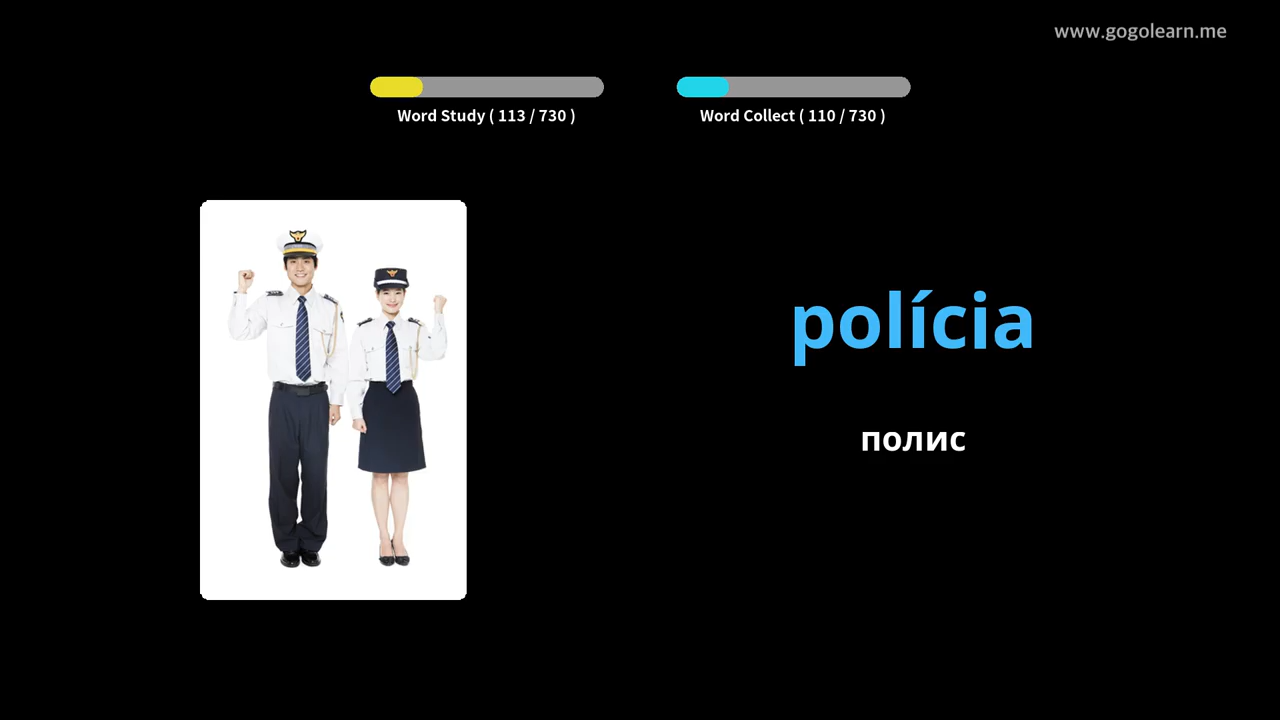 www.gogolearn.me
Word Study ( 113 / 730 )
Word Collect ( 110 / 730 )
polícia
полис